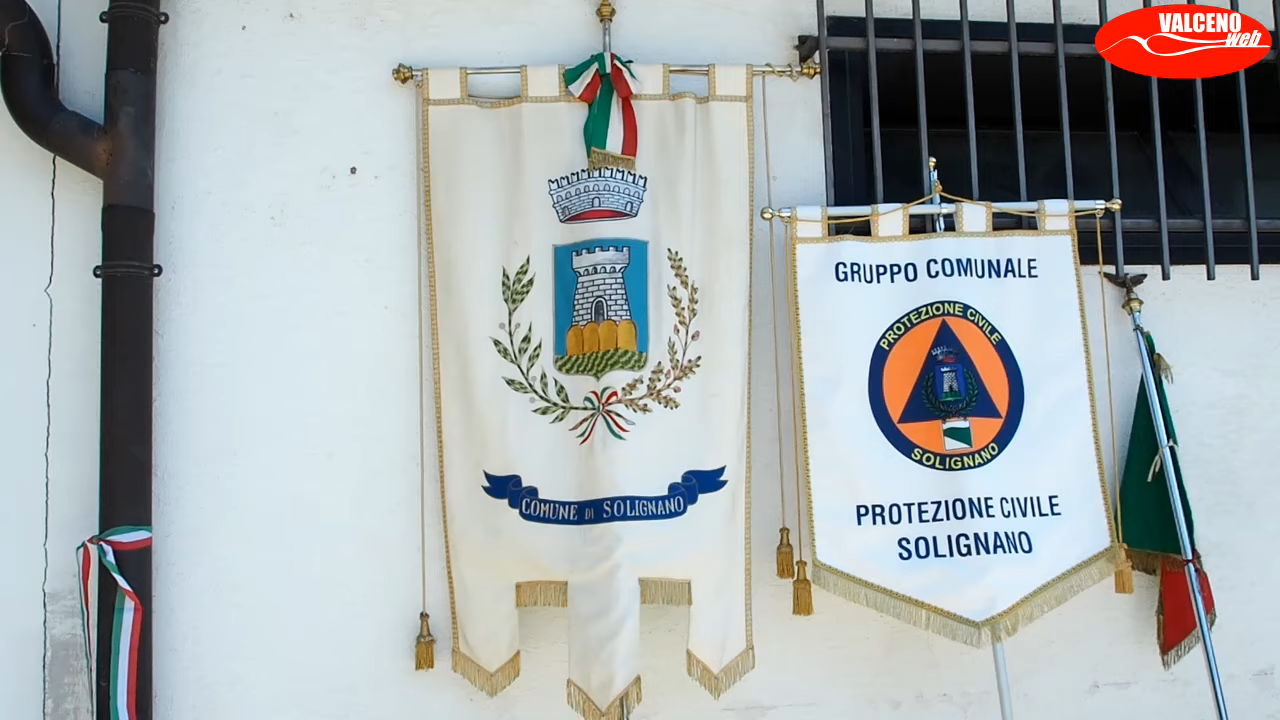 VALCENO
Web
COMUNE DI SOLIGNANO
GRUPPO COMUNALE
PROTEZIONE CIVILE
SOLIGNANO
PROTEZIONE CIVILE
SOLIGNANO